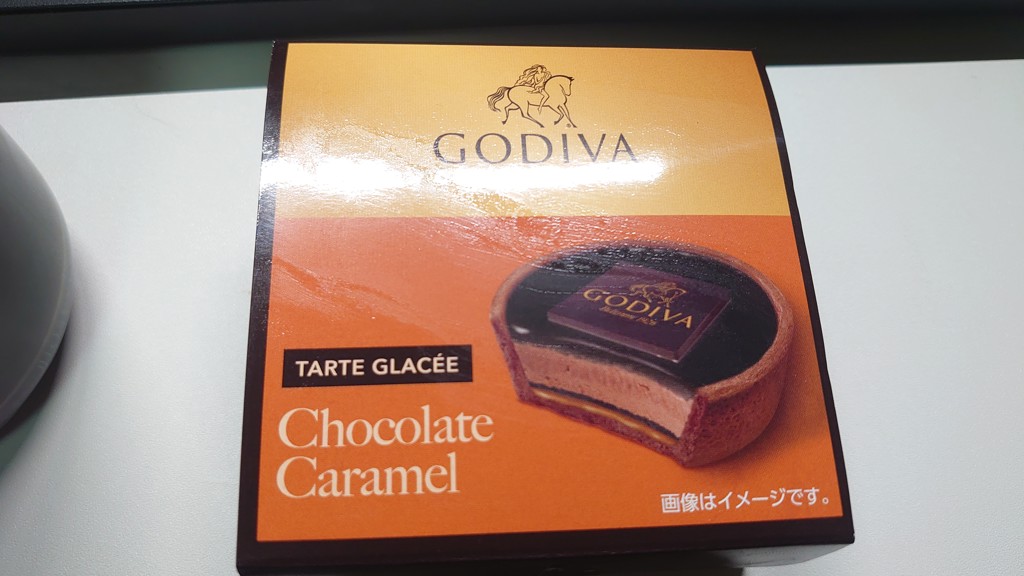 GODIVA
GODIVA
TARTE GLACÉE
Chocolate
Caramel
画像はイメージです。